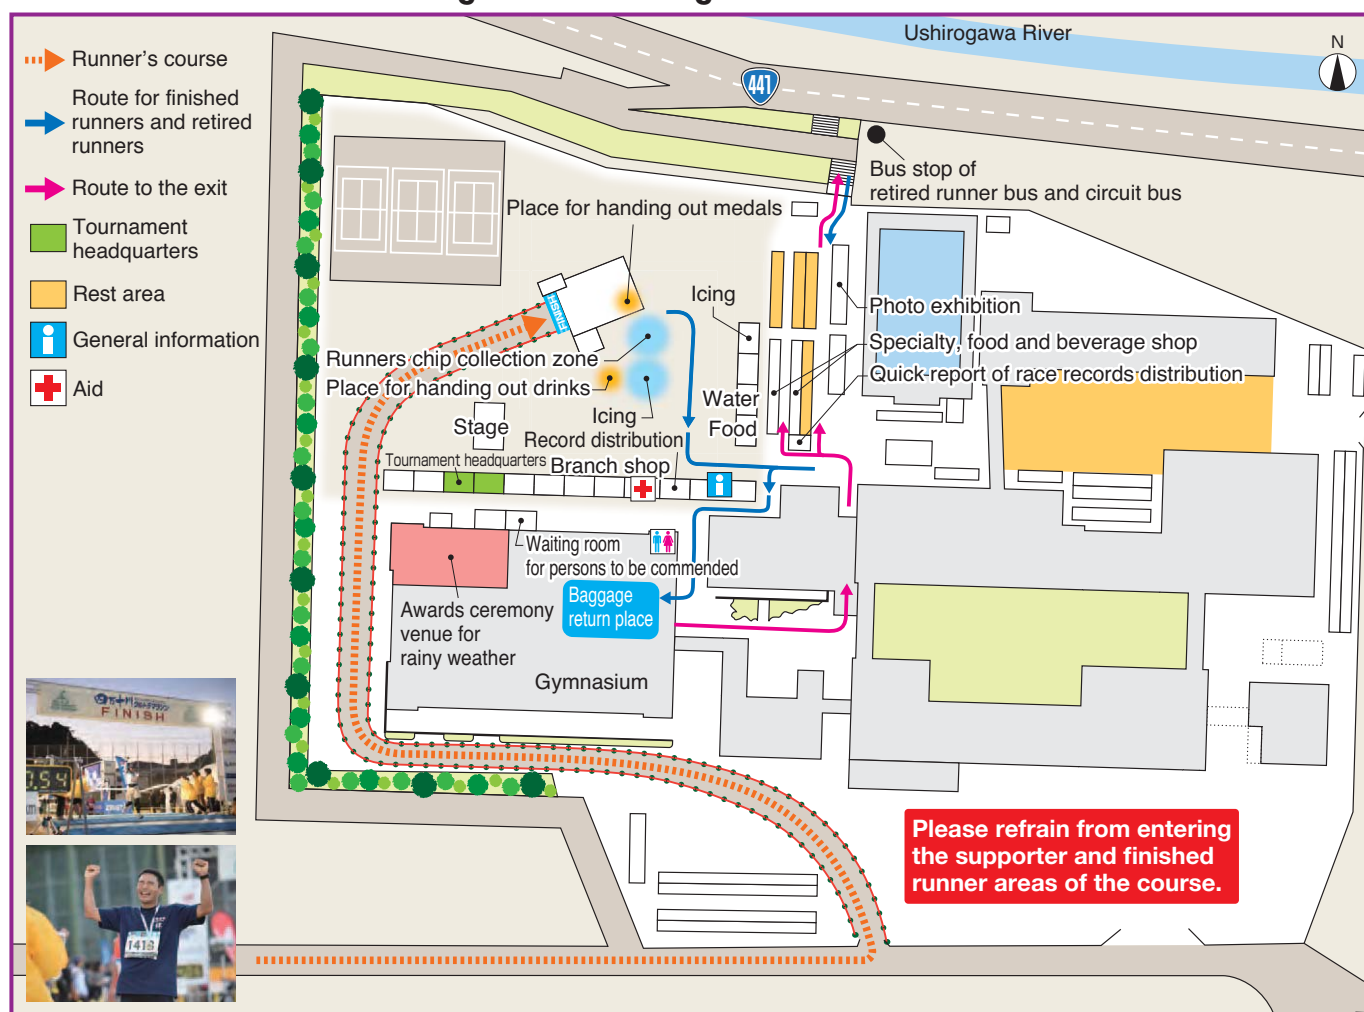 Runner's course
Route for finished
runners and retired
runners
Route to the exit
Tournament
headquarters
Rest area
General information
Aid
Ushirogawa River
N
441
Bus stop of
retired runner bus and circuit bus
Place for handing out medals
Icing
Photo exhibition
FINISH
Runners chip collection zone
Specialty, food and beverage shop
Place for handing out drinks
Quick report of race records distribution
Water
Food
Icing
Stage
Record distribution
Tournament headquarters
Branch shop
Waiting room
for persons to be commended
Baggage
return place
Awards ceremony
venue for
rainy weather
Gymnasium
FINISH
1413
Please refrain from entering
the supporter and finished
runner areas of the course.